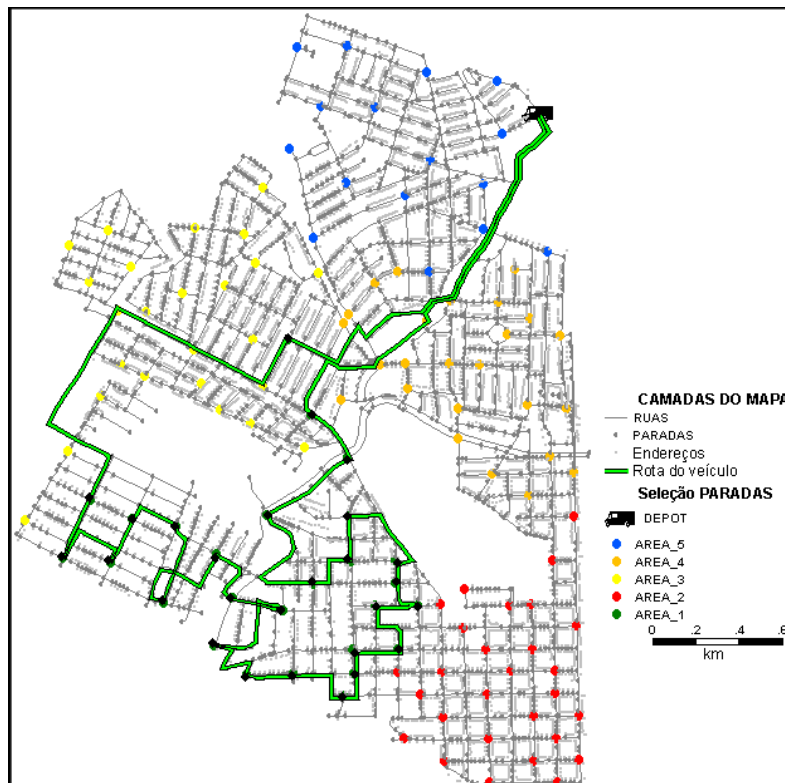 CAMADAS DO MAPA
RUAS
PARADAS
Endereços
Rota do veículo
Seleção PARADAS
DEPOT
AREA_5
AREA_4
AREA_3
AREA_2
AREA_1
0 .2 .4 .6
km